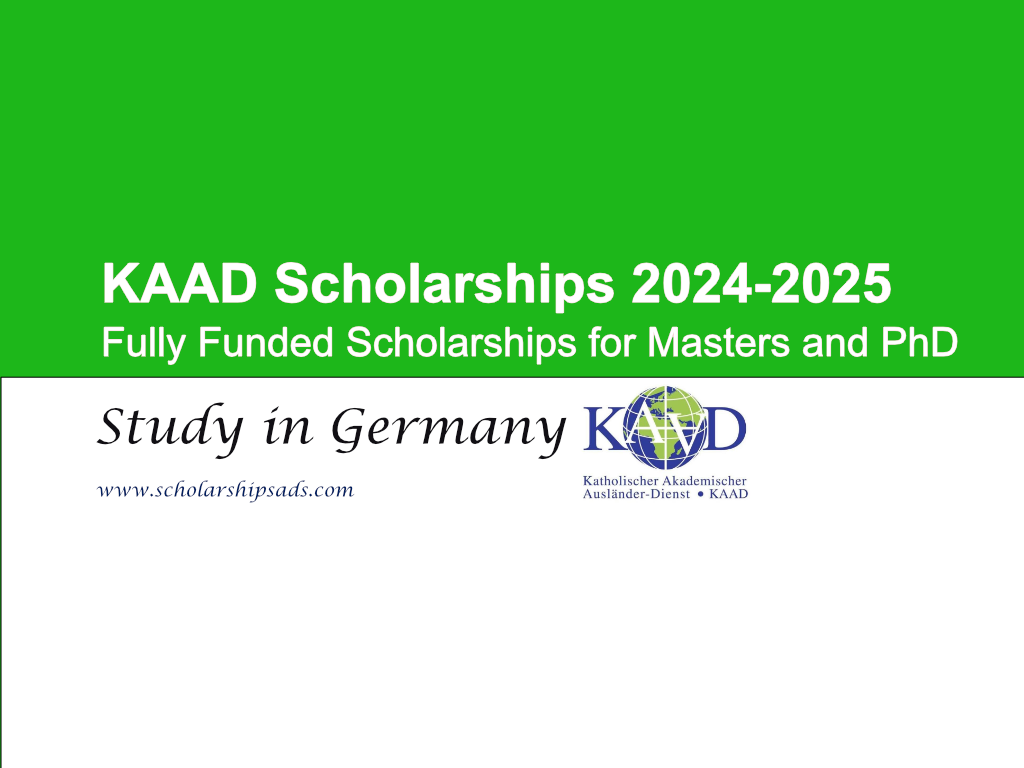 KAAD Scholarships 2024-2025
Fully Funded Scholarships for Masters and PhD
Study in Germany
www.scholarshipsads.com
KAAD
Katholischer Akademischer
Ausländer-Dienst • KAAD